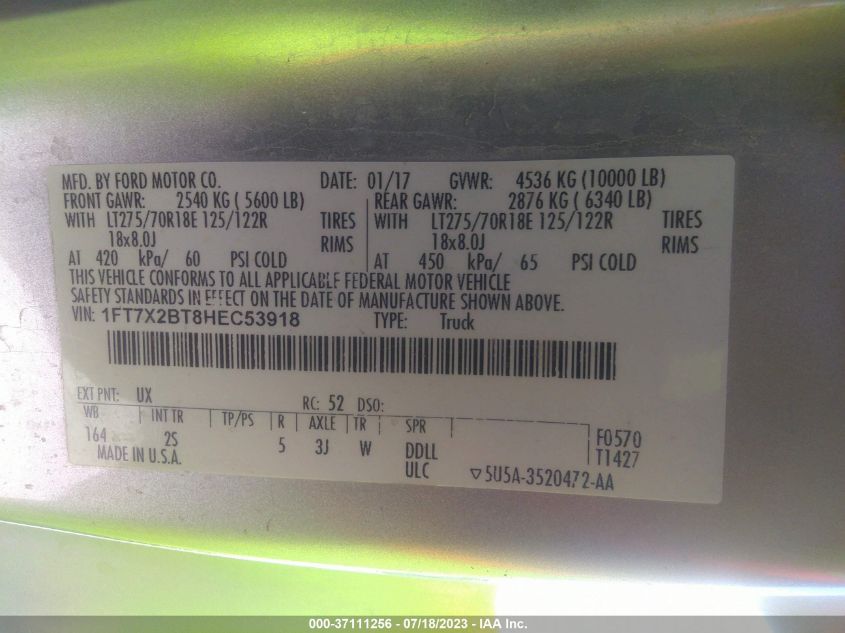 MFD. BY FORD MOTOR CO. DATE: 01/17 GVWR: 4536 KG (10000 LB)
FRONT GAWR: 2540 KG ( 5600 LB) REAR GAWR: 2876 KG ( 6340 LB)
WITH LT275/70R18E 125/122R TIRES WITH LT275/70R18E 125/122R TIRES
18x8.0J RIMS 18x8.0J RIMS
AT 420 kPa/ 60 PSI COLD AT 450 kPa/ 65 PSI COLD
THIS VEHICLE CONFORMS TO ALL APPLICABLE FEDERAL MOTOR VEHICLE
SAFETY STANDARDS IN EFFECT ON THE DATE OF MANUFACTURE SHOWN ABOVE.
VIN: 1FT7X2BT8HEC53918 TYPE: Truck
EXT PNT: UX RC: 52 DSO:
WB INT TR TP/PS R AXLE TR SPR
164 2S 5 3J W DDLL F0570
MADE IN U.S.A. ULC T1427
▽5U5A-3520472-AA
000-37111256 - 07/18/2023 - IAA Inc.